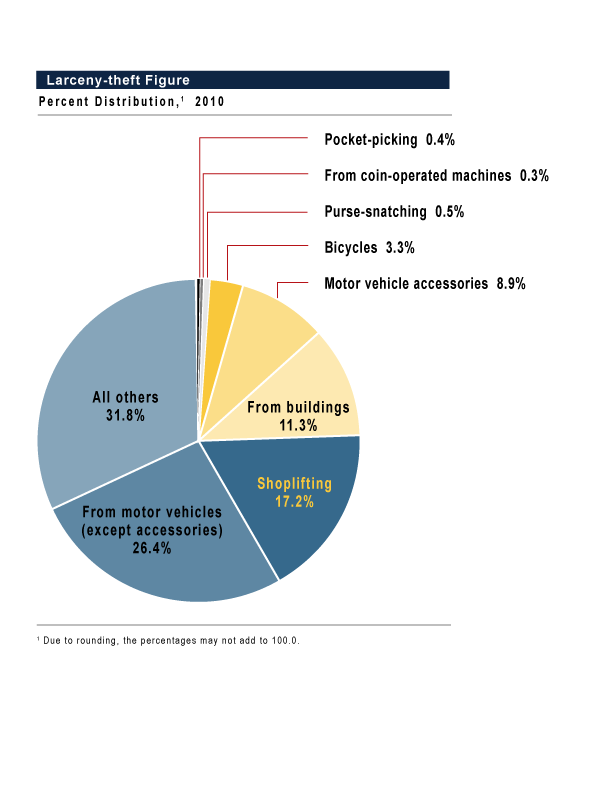 Larceny-theft Figure
Percent Distribution,¹ 2010
Pocket-picking 0.4%
From coin-operated machines 0.3%
Purse-snatching 0.5%
Bicycles 3.3%
Motor vehicle accessories 8.9%
All others
31.8%
From buildings
11.3%
Shoplifting
17.2%
From motor vehicles
(except accessories)
26.4%
¹ Due to rounding, the percentages may not add to 100.0.